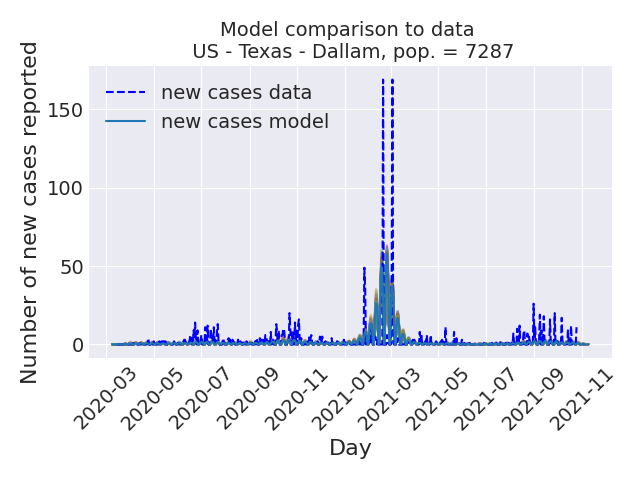 Model comparison to data
US - Texas - Dallam, pop. = 7287
Number of new cases reported
150
100
50
0
new cases data
new cases model
2020-03
2020-05
2020-07
2020-09
2020-11
2021-01
2021-03
2021-05
2021-07
2021-09
2021-11
Day